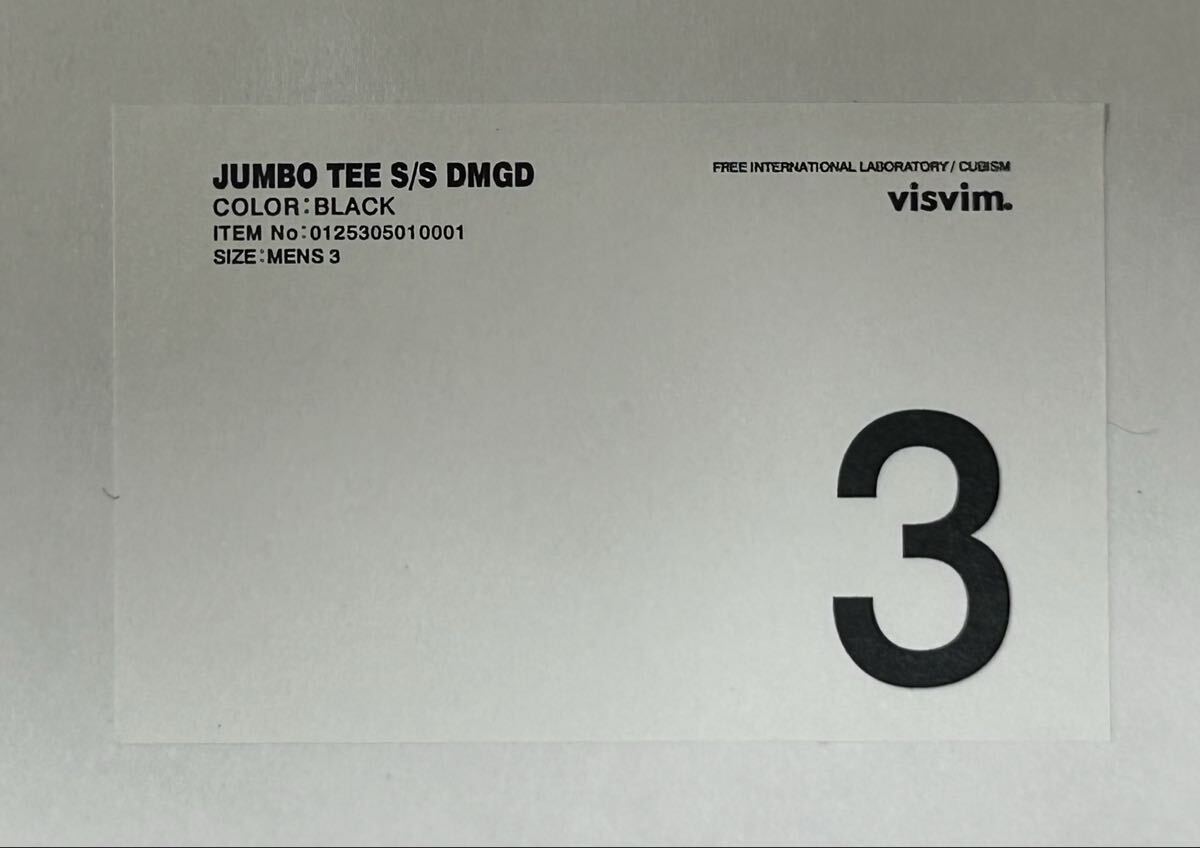 JUMBO TEE S/S DMGD
COLOR:BLACK
ITEM No:0125305010001
SIZE:MENS 3
FREE INTERNATIONAL LABORATORY / CUBISM
visvim.
3